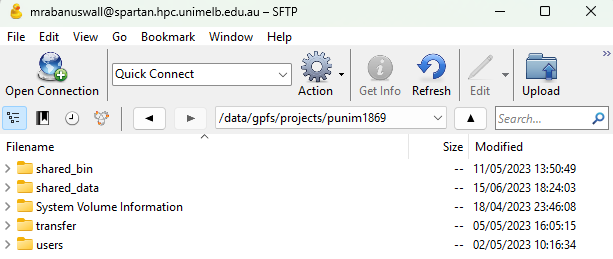 mrabanuswall@spartan.hpc.unimelb.edu.au – SFTP
File Edit View Go Bookmark Window Help
Open Connection Quick Connect Action Get Info Refresh Edit Upload
/data/gpfs/projects/punim1869 Search...
Filename Size Modified
shared_bin -- 11/05/2023 13:50:49
shared_data -- 15/06/2023 18:24:03
System Volume Information -- 18/04/2023 23:46:08
transfer -- 05/05/2023 16:05:15
users -- 02/05/2023 10:16:34